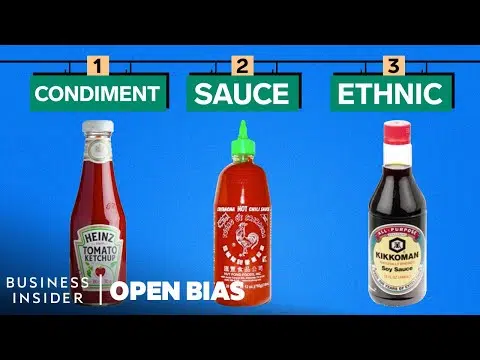 1
CONDIMENT
2
SAUCE
3
ETHNIC
HEINZ
TOMATO
KETCHUP
SRIRACHA HOT CHILI SAUCE
ALL-PURPOSE
KIKKOMAN
Soy Sauce
BUSINESS
INSIDER
OPEN BIAS